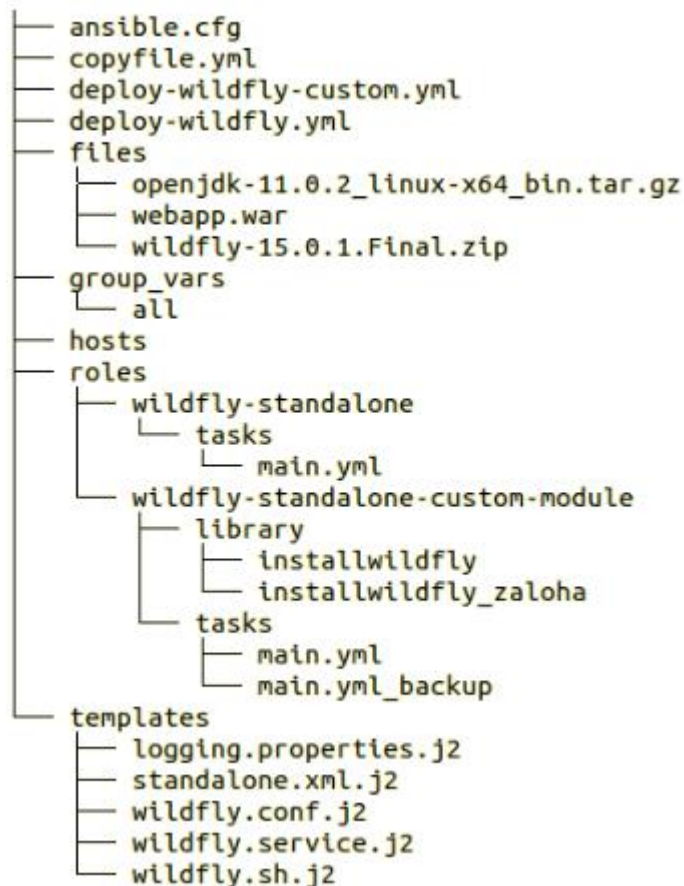 ansible.cfg
copyfile.yml
deploy-wildfly-custom.yml
deploy-wildfly.yml
files
openjdk-11.0.2_linux-x64_bin.tar.gz
webapp.war
wildfly-15.0.1.Final.zip
group_vars
all
hosts
roles
wildfly-standalone
tasks
main.yml
wildfly-standalone-custom-module
library
installwildfly
installwildfly_zaloha
tasks
main.yml
main.yml_backup
templates
logging.properties.j2
standalone.xml.j2
wildfly.conf.j2
wildfly.service.j2
wildfly.sh.j2